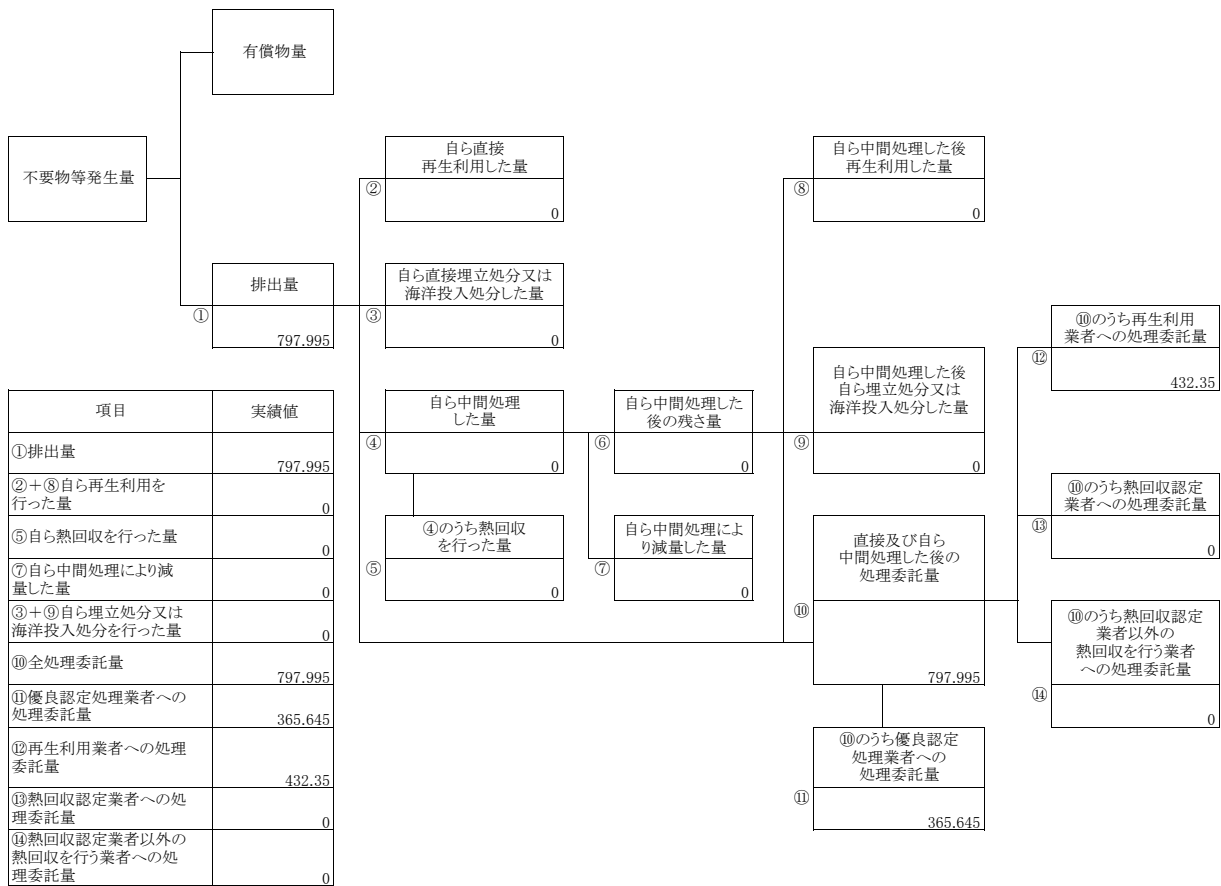 有償物量
不要物等発生量
自ら直接
再生利用した量
②
0
自ら中間処理した後
再生利用した量
⑧
0
排出量
①
797.995
自ら直接埋立処分又は
海洋投入処分した量
③
0
⑩のうち再生利用
業者への処理委託量
⑫
432.35
自ら中間処理
した量
④
0
自ら中間処理した
後の残さ量
⑥
0
自ら中間処理した後
自ら埋立処分又は
海洋投入処分した量
⑨
0
⑩のうち熱回収認定
業者への処理委託量
⑬
0
④のうち熱回収
を行った量
⑤
0
自ら中間処理によ
り減量した量
⑦
0
直接及び自ら
中間処理した後の
処理委託量
⑩
797.995
⑩のうち熱回収認定
業者以外の
熱回収を行う業者
への処理委託量
⑭
0
⑩のうち優良認定
処理業者への
処理委託量
⑪
365.645
項目 実績値
①排出量
797.995
②＋⑧自ら再生利用を
行った量
0
⑤自ら熱回収を行った量
0
⑦自ら中間処理により減
量した量
0
③＋⑨自ら埋立処分又は
海洋投入処分を行った量
0
⑩全処理委託量
797.995
⑪優良認定処理業者への
処理委託量
365.645
⑫再生利用業者への処理
委託量
432.35
⑬熱回収認定業者への処
理委託量
0
⑭熱回収認定業者以外の
熱回収を行う業者への処
理委託量
0